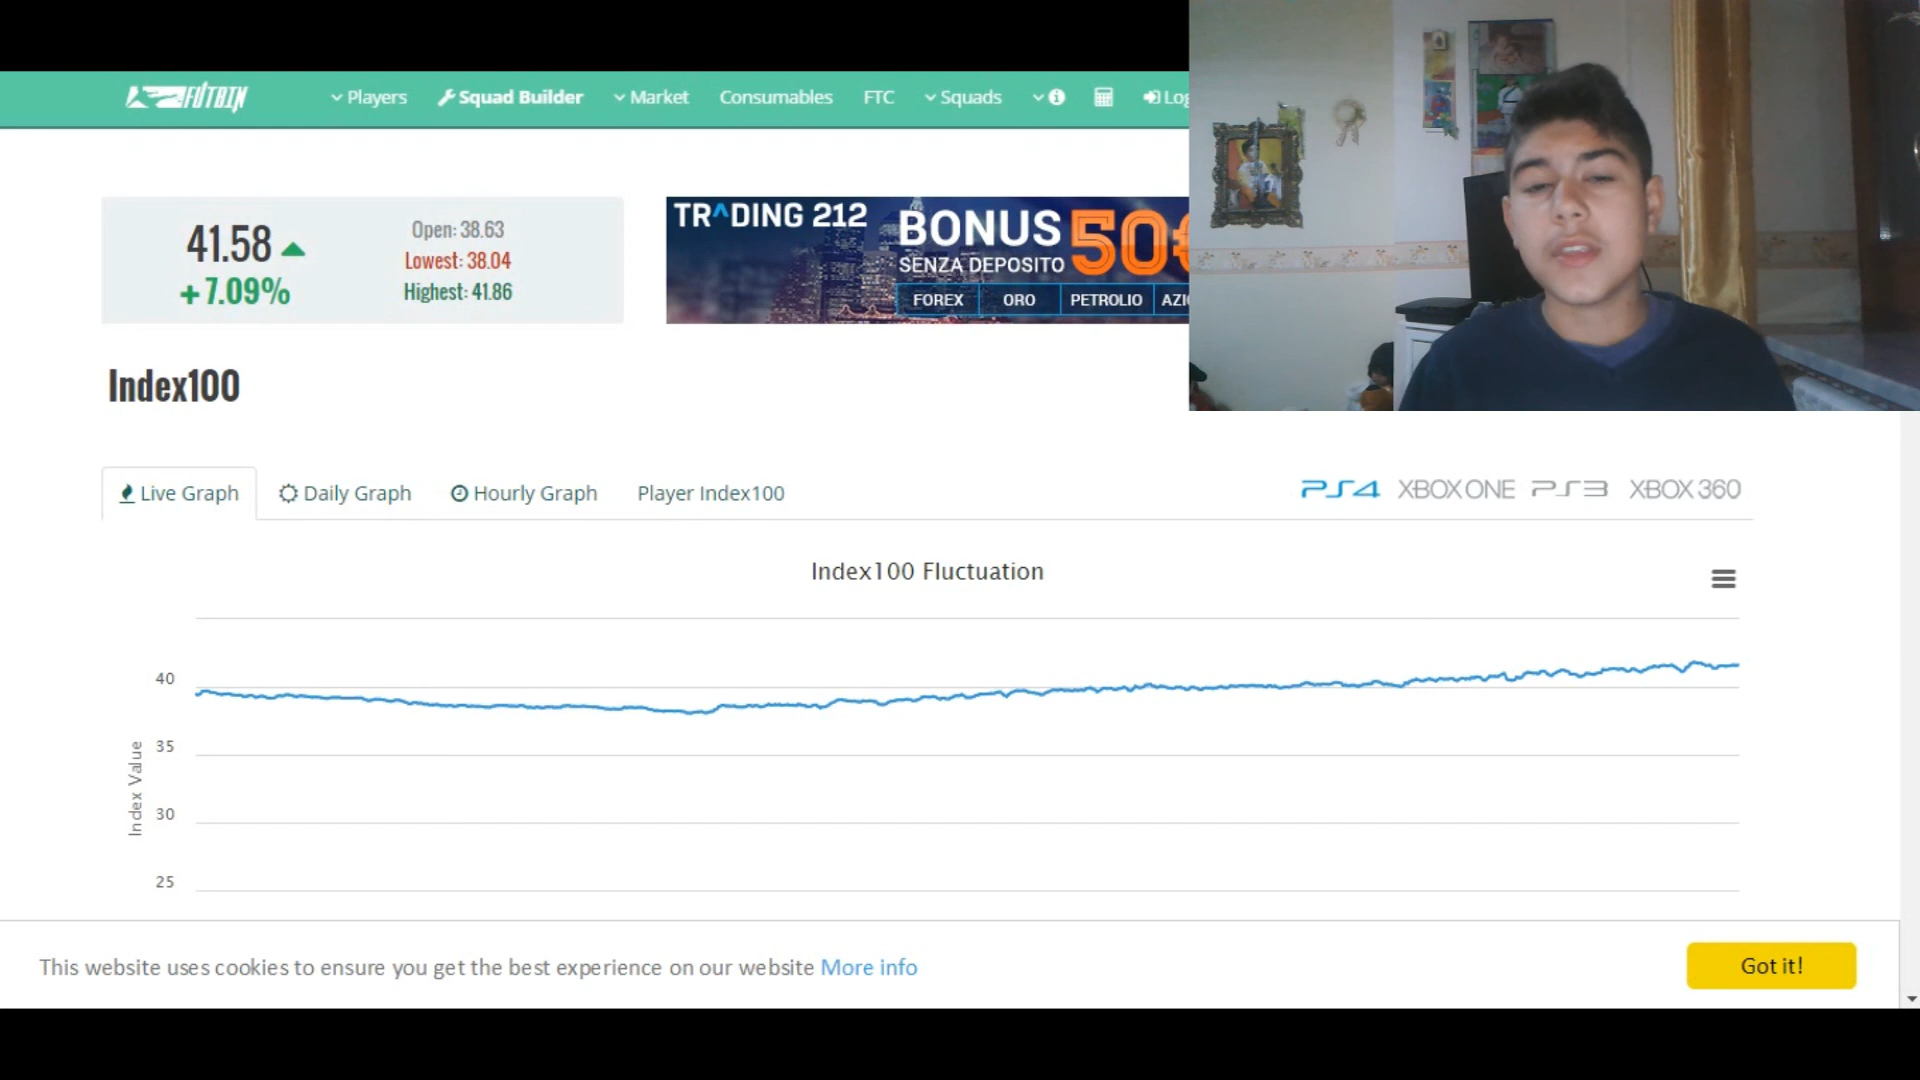 FUTBIN
Players
Squad Builder
Market
Consumables
FTC
Squads
Log
41.58
+7.09%
Open: 38.63
Lowest: 38.04
Highest: 41.86
TRADING 212
BONUS 50€
SENZA DEPOSITO
FOREX
ORO
PETROLIO
AZI
Index100
Live Graph
Daily Graph
Hourly Graph
Player Index100
PS4
XBOX ONE
PS3
XBOX 360
Index100 Fluctuation
Index Value
40
35
30
25
This website uses cookies to ensure you get the best experience on our website More info
Got it!